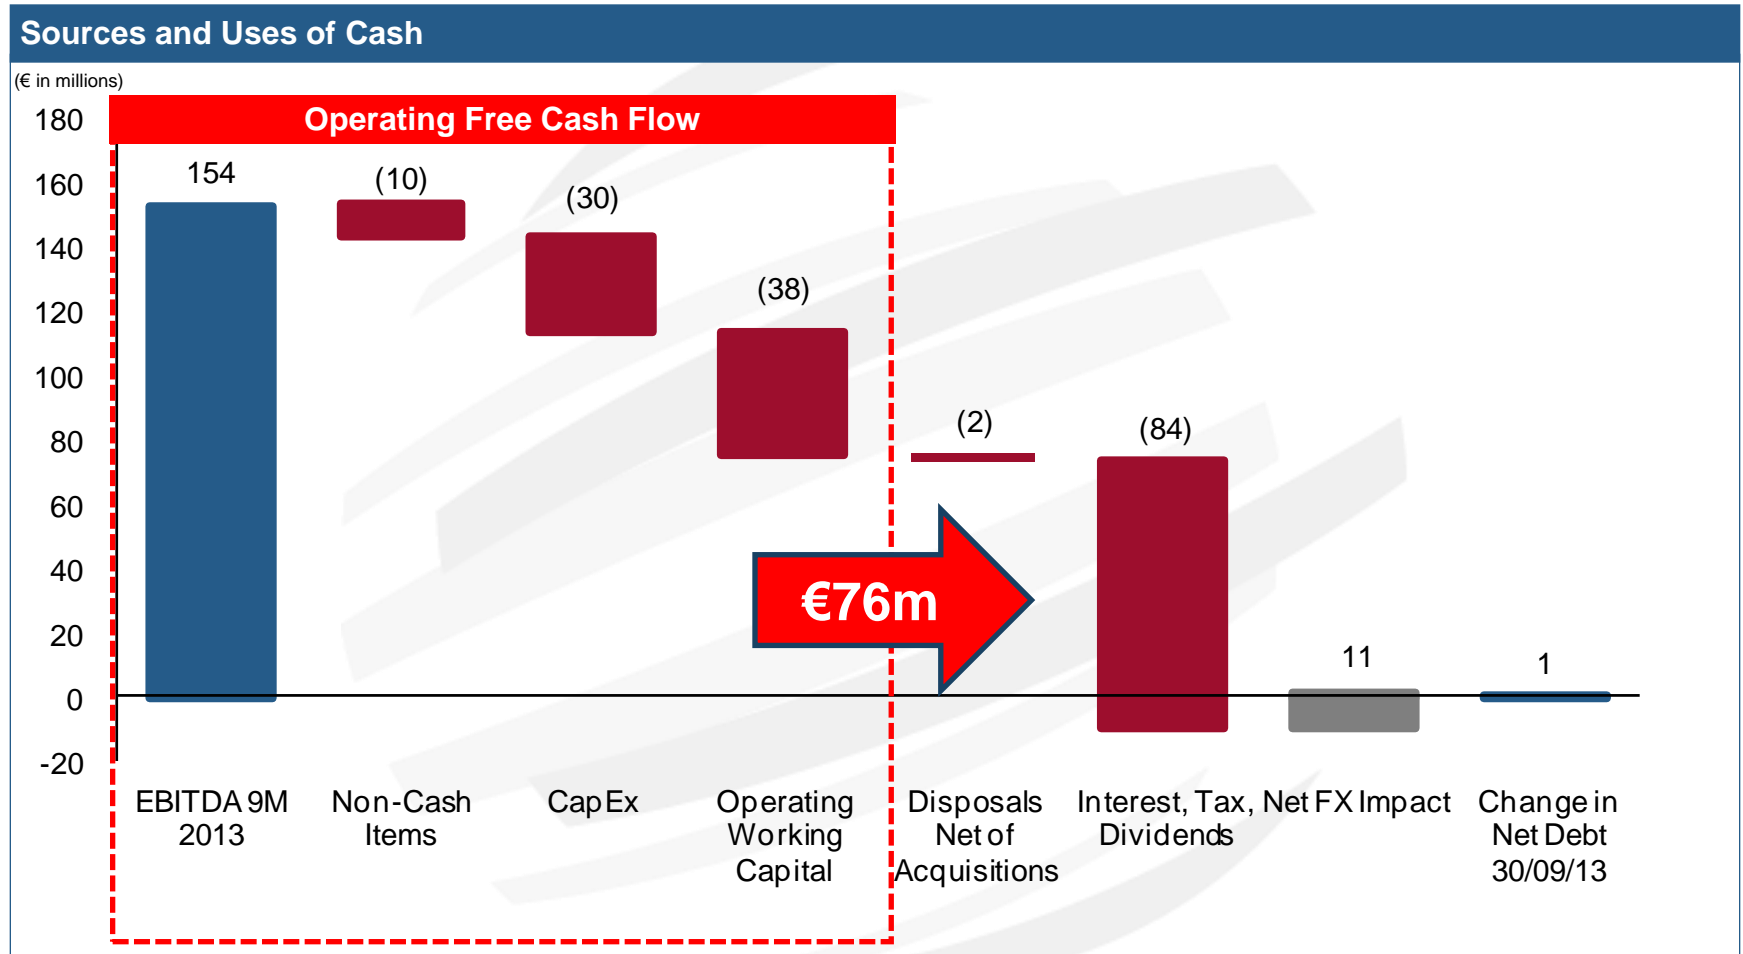 Sources and Uses of Cash
(€ in millions)
Operating Free Cash Flow
180
160
140
120
100
80
60
40
20
0
-20
154
(10)
(30)
(38)
(2)
(84)
11
1
€76m
EBITDA 9M
2013
Non-Cash
Items
CapEx
Operating
Working
Capital
Disposals
Net of
Acquisitions
Interest, Tax,
Dividends
Net FX Impact
Change in
Net Debt
30/09/13